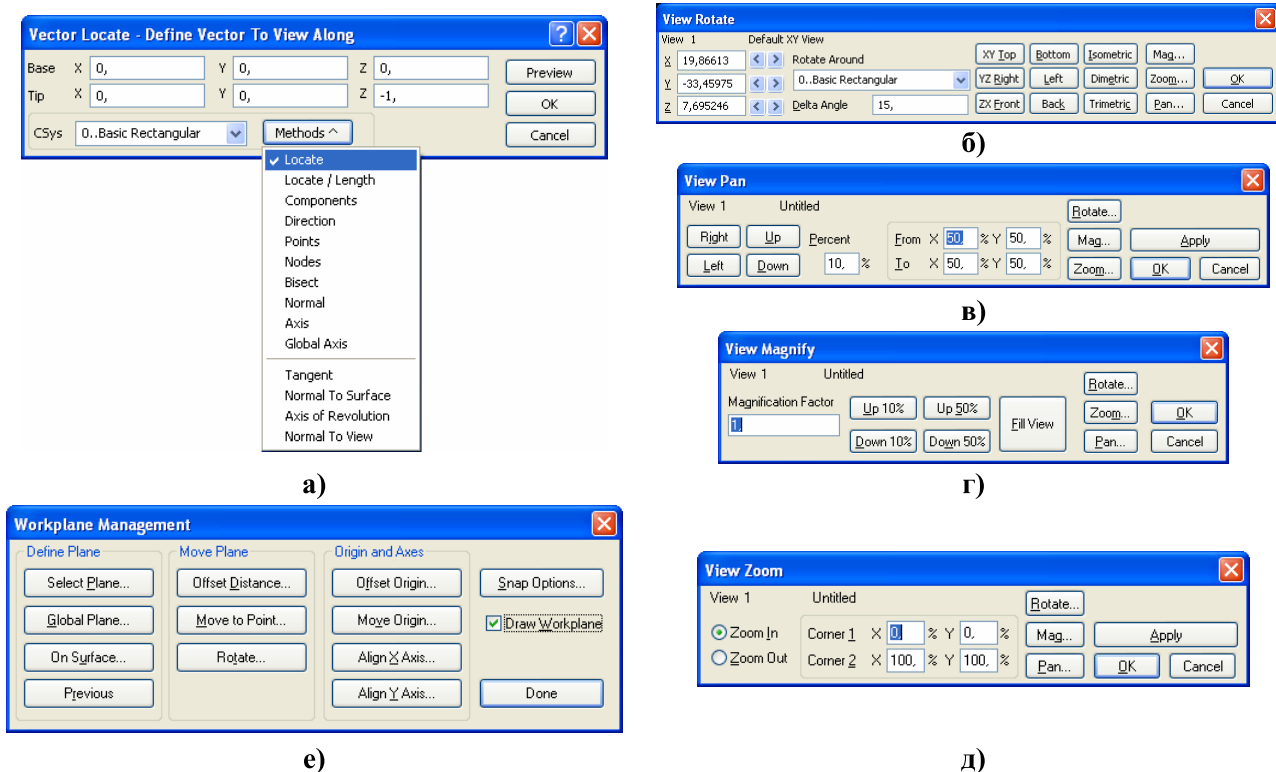 Vector Locate - Define Vector To View Along
Base X 0, Y 0, Z 0, Preview
Tip X 0, Y 0, Z -1, OK
CSys 0..Basic Rectangular Methods ^ Cancel
Locate
Locate / Length
Components
Direction
Points
Nodes
Bisect
Normal
Axis
Global Axis
Tangent
Normal To Surface
Axis of Revolution
Normal To View
а)
View Rotate
View 1 Default XY View
X 19,86613 < > Rotate Around XY Top Bottom Isometric Mag...
Y -33,45975 < > 0..Basic Rectangular YZ Right Left Dimetric Zoom... OK
Z 7,695246 < > Delta Angle 15, ZX Front Back Trimetric Pan... Cancel
б)
View Pan
View 1 Untitled Rotate...
Right Up Percent From X 50, % Y 50, % Mag... Apply
Left Down 10, % To X 50, % Y 50, % Zoom... OK Cancel
в)
View Magnify
View 1 Untitled Rotate...
Magnification Factor Up 10% Up 50% Fill View Zoom... OK
1, Down 10% Down 50% Pan... Cancel
г)
Workplane Management
Define Plane Move Plane Origin and Axes
Select Plane... Offset Distance... Offset Origin... Snap Options...
Global Plane... Move to Point... Move Origin... Draw Workplane
On Surface... Rotate... Align X Axis...
Previous Align Y Axis... Done
е)
View Zoom
View 1 Untitled Rotate...
Zoom In Corner 1 X 0, % Y 0, % Mag... Apply
Zoom Out Corner 2 X 100, % Y 100, % Pan... OK Cancel
д)